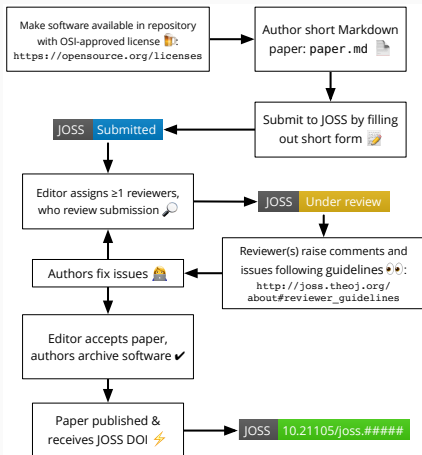 Make software available in repository
with OSI-approved license 🍻:
https://opensource.org/licenses
Author short Markdown
paper: paper.md 📄
Submit to JOSS by filling
out short form 📝
JOSS Submitted
Editor assigns ≥1 reviewers,
who review submission 🔎
JOSS Under review
Reviewer(s) raise comments and
issues following guidelines 👀:
http://joss.theoj.org/
about#reviewer_guidelines
Authors fix issues 👩‍💻
Editor accepts paper,
authors archive software ✔
Paper published &
receives JOSS DOI ⚡
JOSS 10.21105/joss.#####